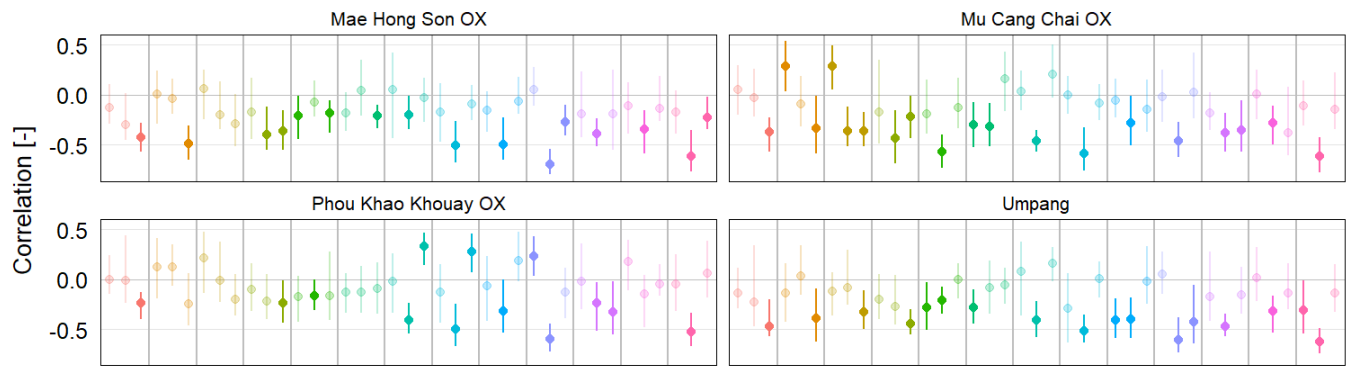 Mae Hong Son OX
Mu Cang Chai OX
0.5
0.0
-0.5
Phou Khao Khouay OX
Umpang
0.5
0.0
-0.5
Correlation [-]